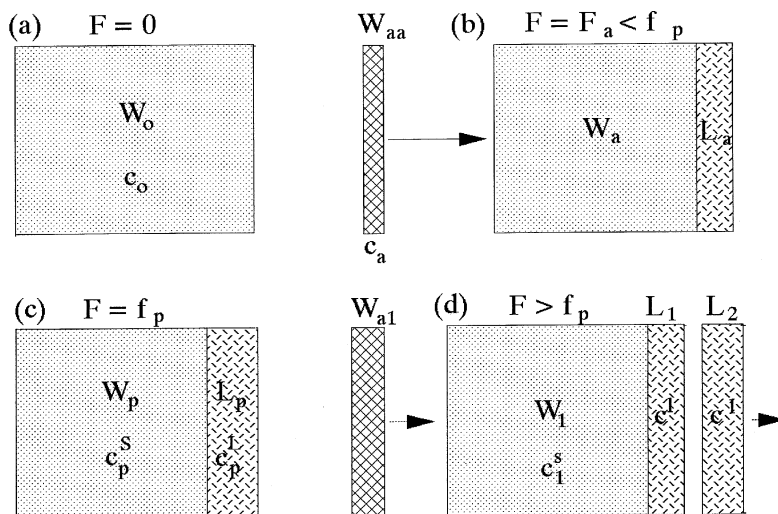 (a) F = 0
W_o
c_o
W_aa
c_a
(b) F = F_a < f_p
W_a
L_a
(c) F = f_p
W_p
L_p
c_p^s
c_p^l
W_a1
(d) F > f_p
L_1
L_2
W_1
c_1^s
c^l
c^l